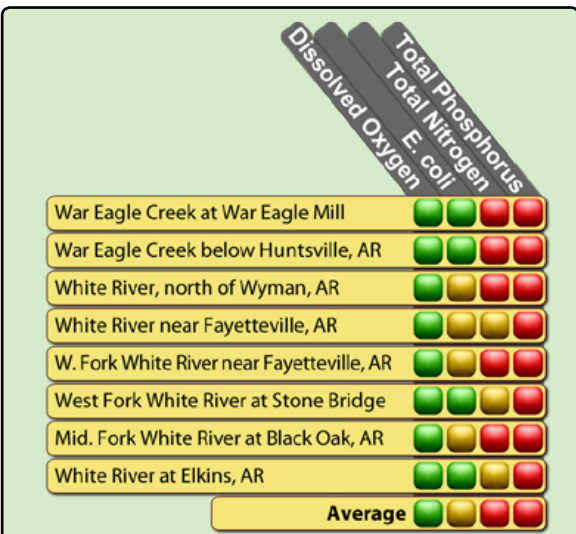 Dissolved Oxygen
E. coli
Total Nitrogen
Total Phosphorus
War Eagle Creek at War Eagle Mill
War Eagle Creek below Huntsville, AR
White River, north of Wyman, AR
White River near Fayetteville, AR
W. Fork White River near Fayetteville, AR
West Fork White River at Stone Bridge
Mid. Fork White River at Black Oak, AR
White River at Elkins, AR
Average